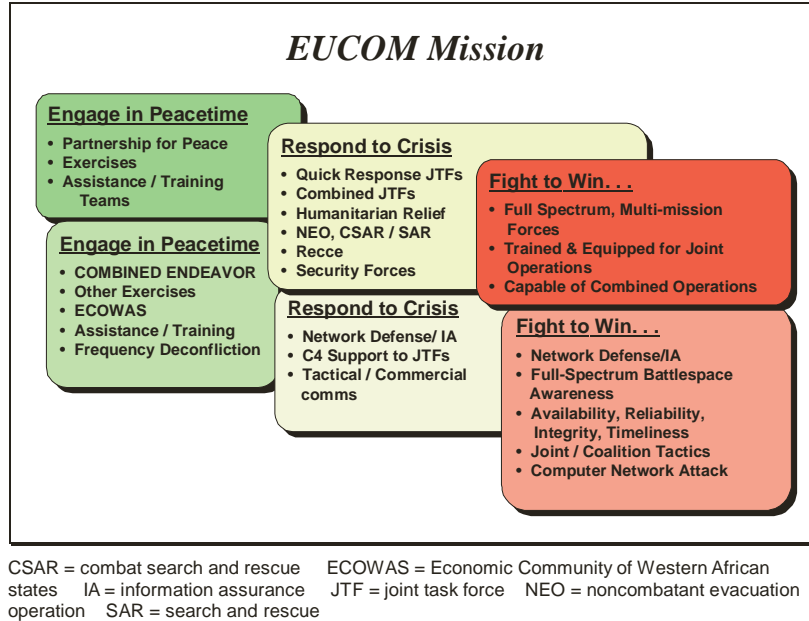 EUCOM Mission
Engage in Peacetime
• Partnership for Peace
• Exercises
• Assistance / Training
Teams
Engage in Peacetime
• COMBINED ENDEAVOR
• Other Exercises
• ECOWAS
• Assistance / Training
• Frequency Deconfliction
Respond to Crisis
• Quick Response JTFs
• Combined JTFs
• Humanitarian Relief
• NEO, CSAR / SAR
• Recce
• Security Forces
Respond to Crisis
• Network Defense/ IA
• C4 Support to JTFs
• Tactical / Commercial
comms
Fight to Win. . .
• Full Spectrum, Multi-mission
Forces
• Trained & Equipped for Joint
Operations
• Capable of Combined Operations
Fight to Win. . .
• Network Defense/IA
• Full-Spectrum Battlespace
Awareness
• Availability, Reliability,
Integrity, Timeliness
• Joint / Coalition Tactics
• Computer Network Attack
CSAR = combat search and rescue ECOWAS = Economic Community of Western African
states IA = information assurance JTF = joint task force NEO = noncombatant evacuation
operation SAR = search and rescue